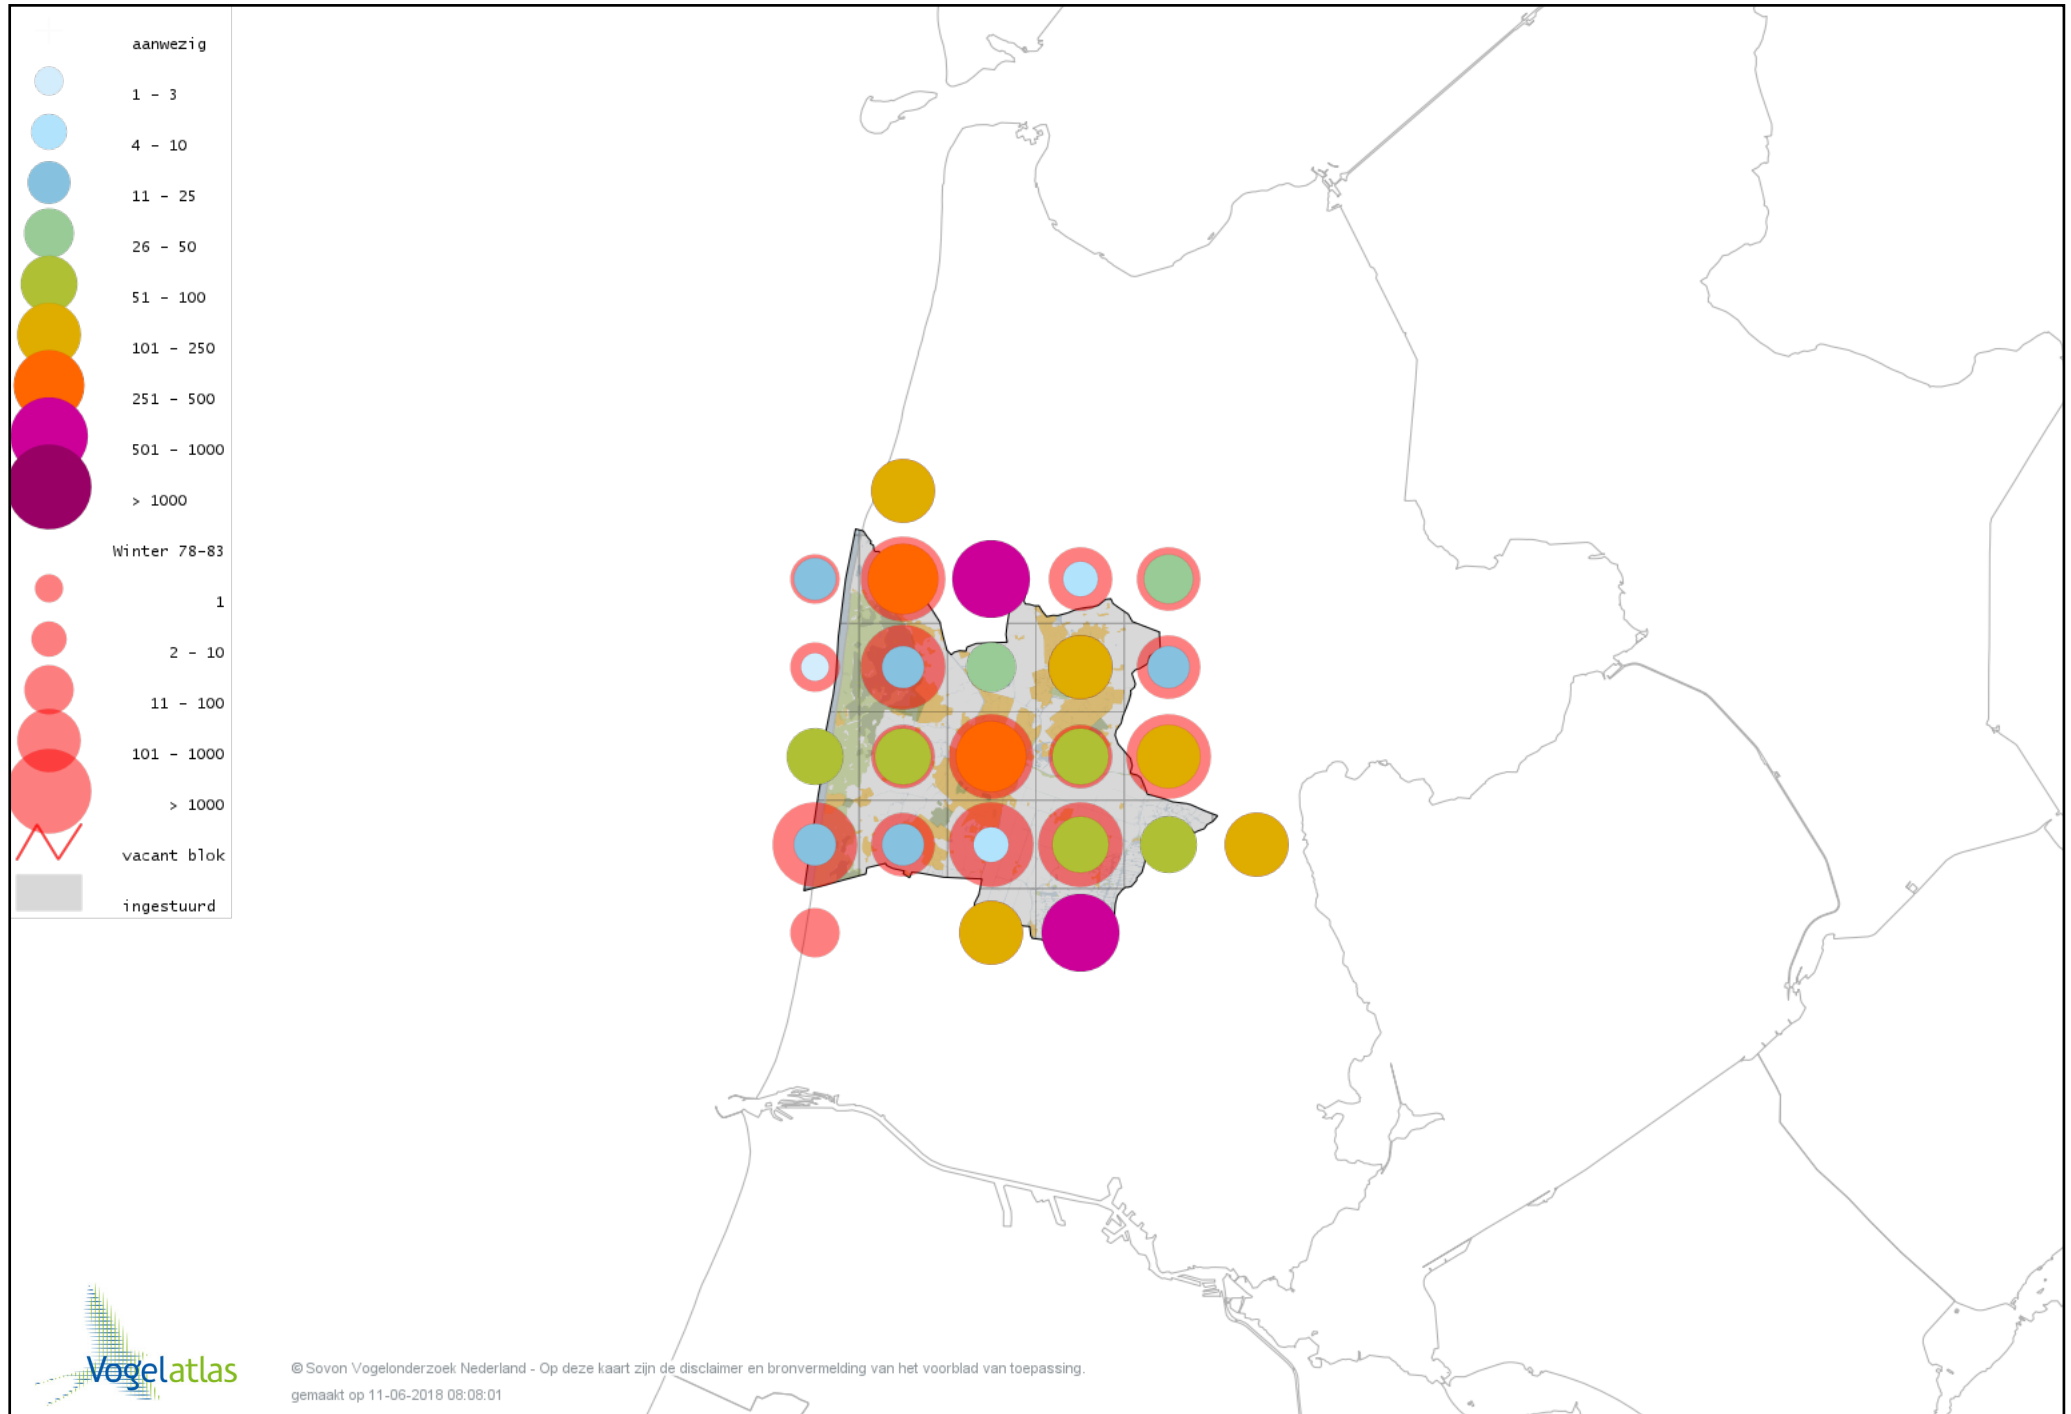 aanwezig
1 - 3
4 - 10
11 - 25
26 - 50
51 - 100
101 - 250
251 - 500
501 - 1000
> 1000
Winter 78-83
1
2 - 10
11 - 100
101 - 1000
> 1000
vacant blok
ingestuurd
Vogelatlas
© Sovon Vogelonderzoek Nederland - Op deze kaart zijn de disclaimer en bronvermelding van het voorblad van toepassing.
gemaakt op 11-06-2018 08:08:01